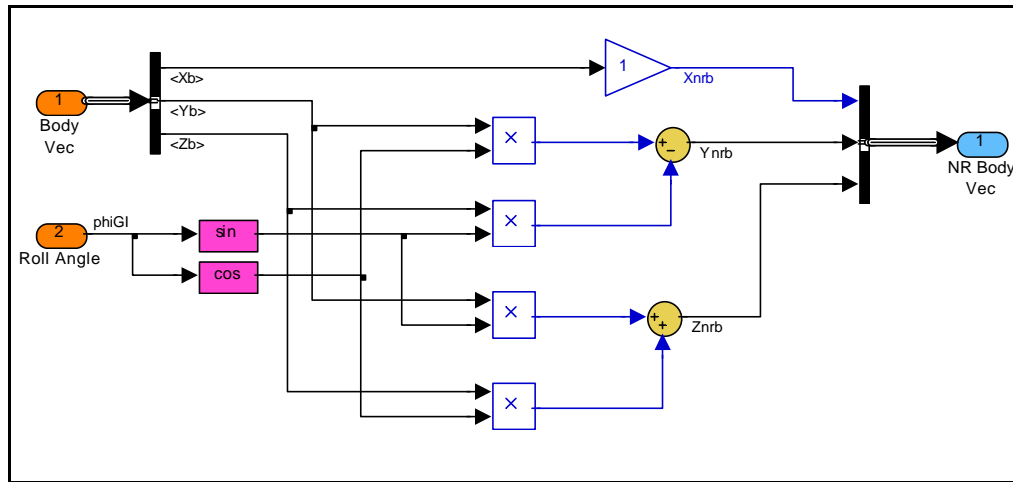 1
Body
Vec
<Xb>
<Yb>
<Zb>
1
Xnrb
×
+
−
Ynrb
1
NR Body
Vec
×
2
phiGI
Roll Angle
sin
cos
×
+
+
Znrb
×